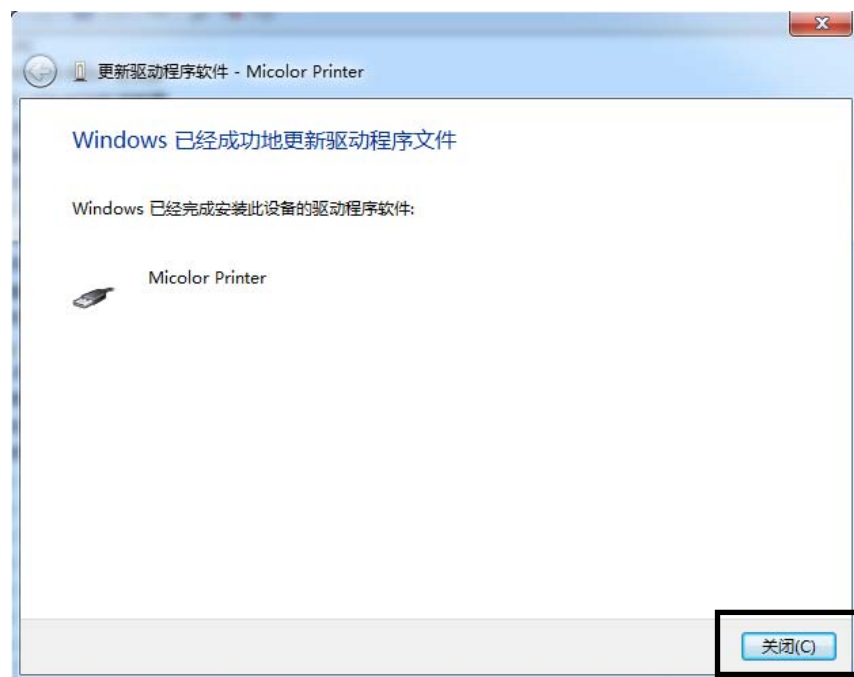 更新驱动程序软件 - Micolor Printer
Windows 已经成功地更新驱动程序文件
Windows 已经完成安装此设备的驱动程序软件:
Micolor Printer
关闭(C)